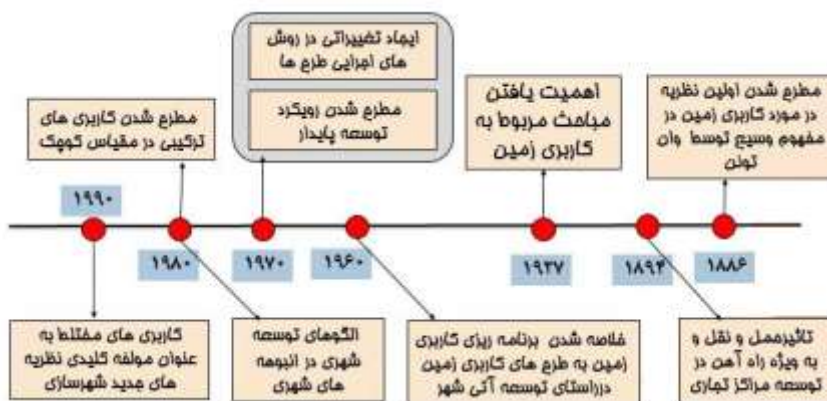 مطرح شدن اولین نظریه
در مورد کاربری زمین در
مفهوم وسیع توسط وان
تونن
۱۸۸۶
تاثیرحمل و نقل و
به ویژه راه آهن در
توسعه مراکز تجاری
۱۸۹۴
اهمیت یافتن
مباحث مربوط به
کاربری زمین
۱۹۲۷
خلاصه شدن برنامه ریزی کاربری
زمین به طرح های کاربری زمین
درراستای توسعه آتی شهر
۱۹۶۰
ایجاد تغییراتی در روش
های اجرایی طرح ها
مطرح شدن رویکرد
توسعه پایدار
۱۹۷۰
مطرح شدن کاربری های
ترکیبی در مقیاس کوچک
۱۹۸۰
الگوهای توسعه
شهری در انبوهه
های شهری
۱۹۹۰
کاربری های مختلط به
عنوان مولفه کلیدی نظریه
های جدید شهرسازی